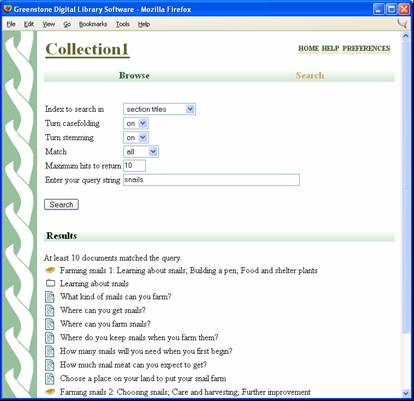 Greenstone Digital Library Software - Mozilla Firefox
File Edit View Go Bookmarks Tools Help
Collection1
HOME HELP PREFERENCES
Browse Search
Index to search in section titles
Turn casefolding on
Turn stemming on
Match all
Maximum hits to return 10
Enter your query string snails
Search
Results
At least 10 documents matched the query.
Farming snails 1: Learning about snails; Building a pen; Food and shelter plants
Learning about snails
What kind of snails can you farm?
Where can you get snails?
Where can you farm snails?
Where do you keep snails when you farm them?
How many snails will you need when you first begin?
How much snail meat can you expect to get?
Choose a place on your land to put your snail farm
Farming snails 2: Choosing snails; Care and harvesting; Further improvement